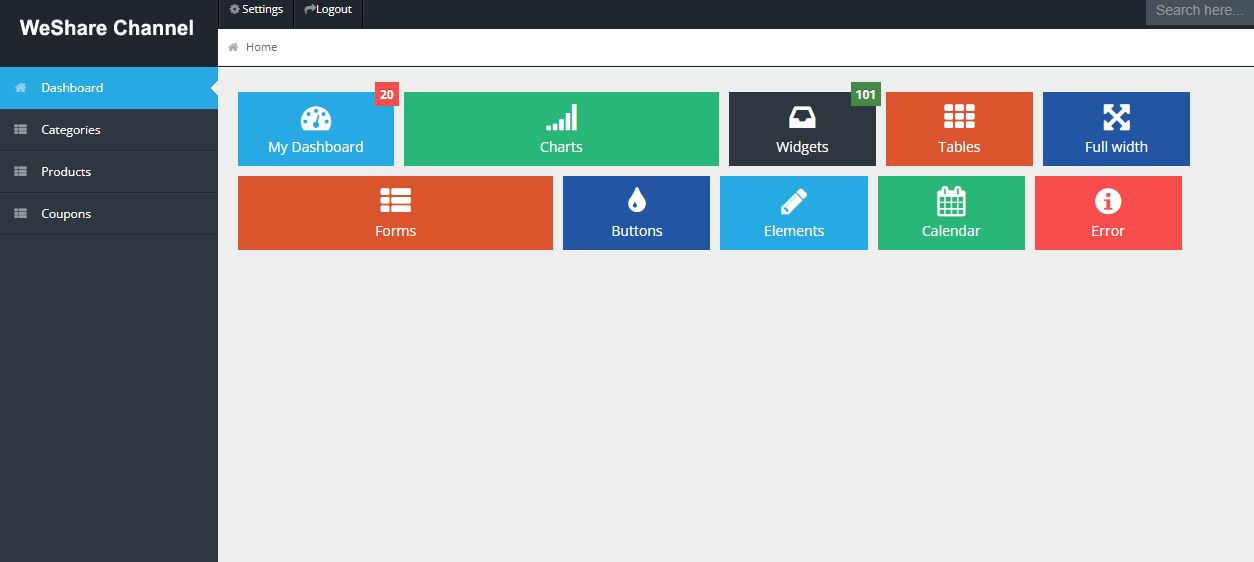 WeShare Channel
Settings
Logout
Search here...
Home
Dashboard
Categories
Products
Coupons
20
My Dashboard
Charts
101
Widgets
Tables
Full width
Forms
Buttons
Elements
Calendar
Error